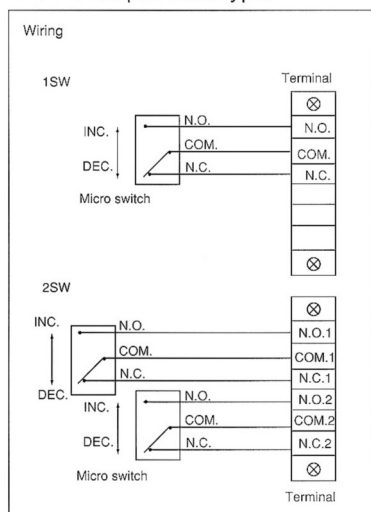 Wiring
1SW
Terminal
INC.
DEC.
N.O.
COM.
N.C.
N.O.
COM.
N.C.
Micro switch
2SW
INC.
DEC.
N.O.
COM.
N.C.
N.O.1
COM.1
N.C.1
INC.
DEC.
N.O.
COM.
N.C.
N.O.2
COM.2
N.C.2
Micro switch
Terminal